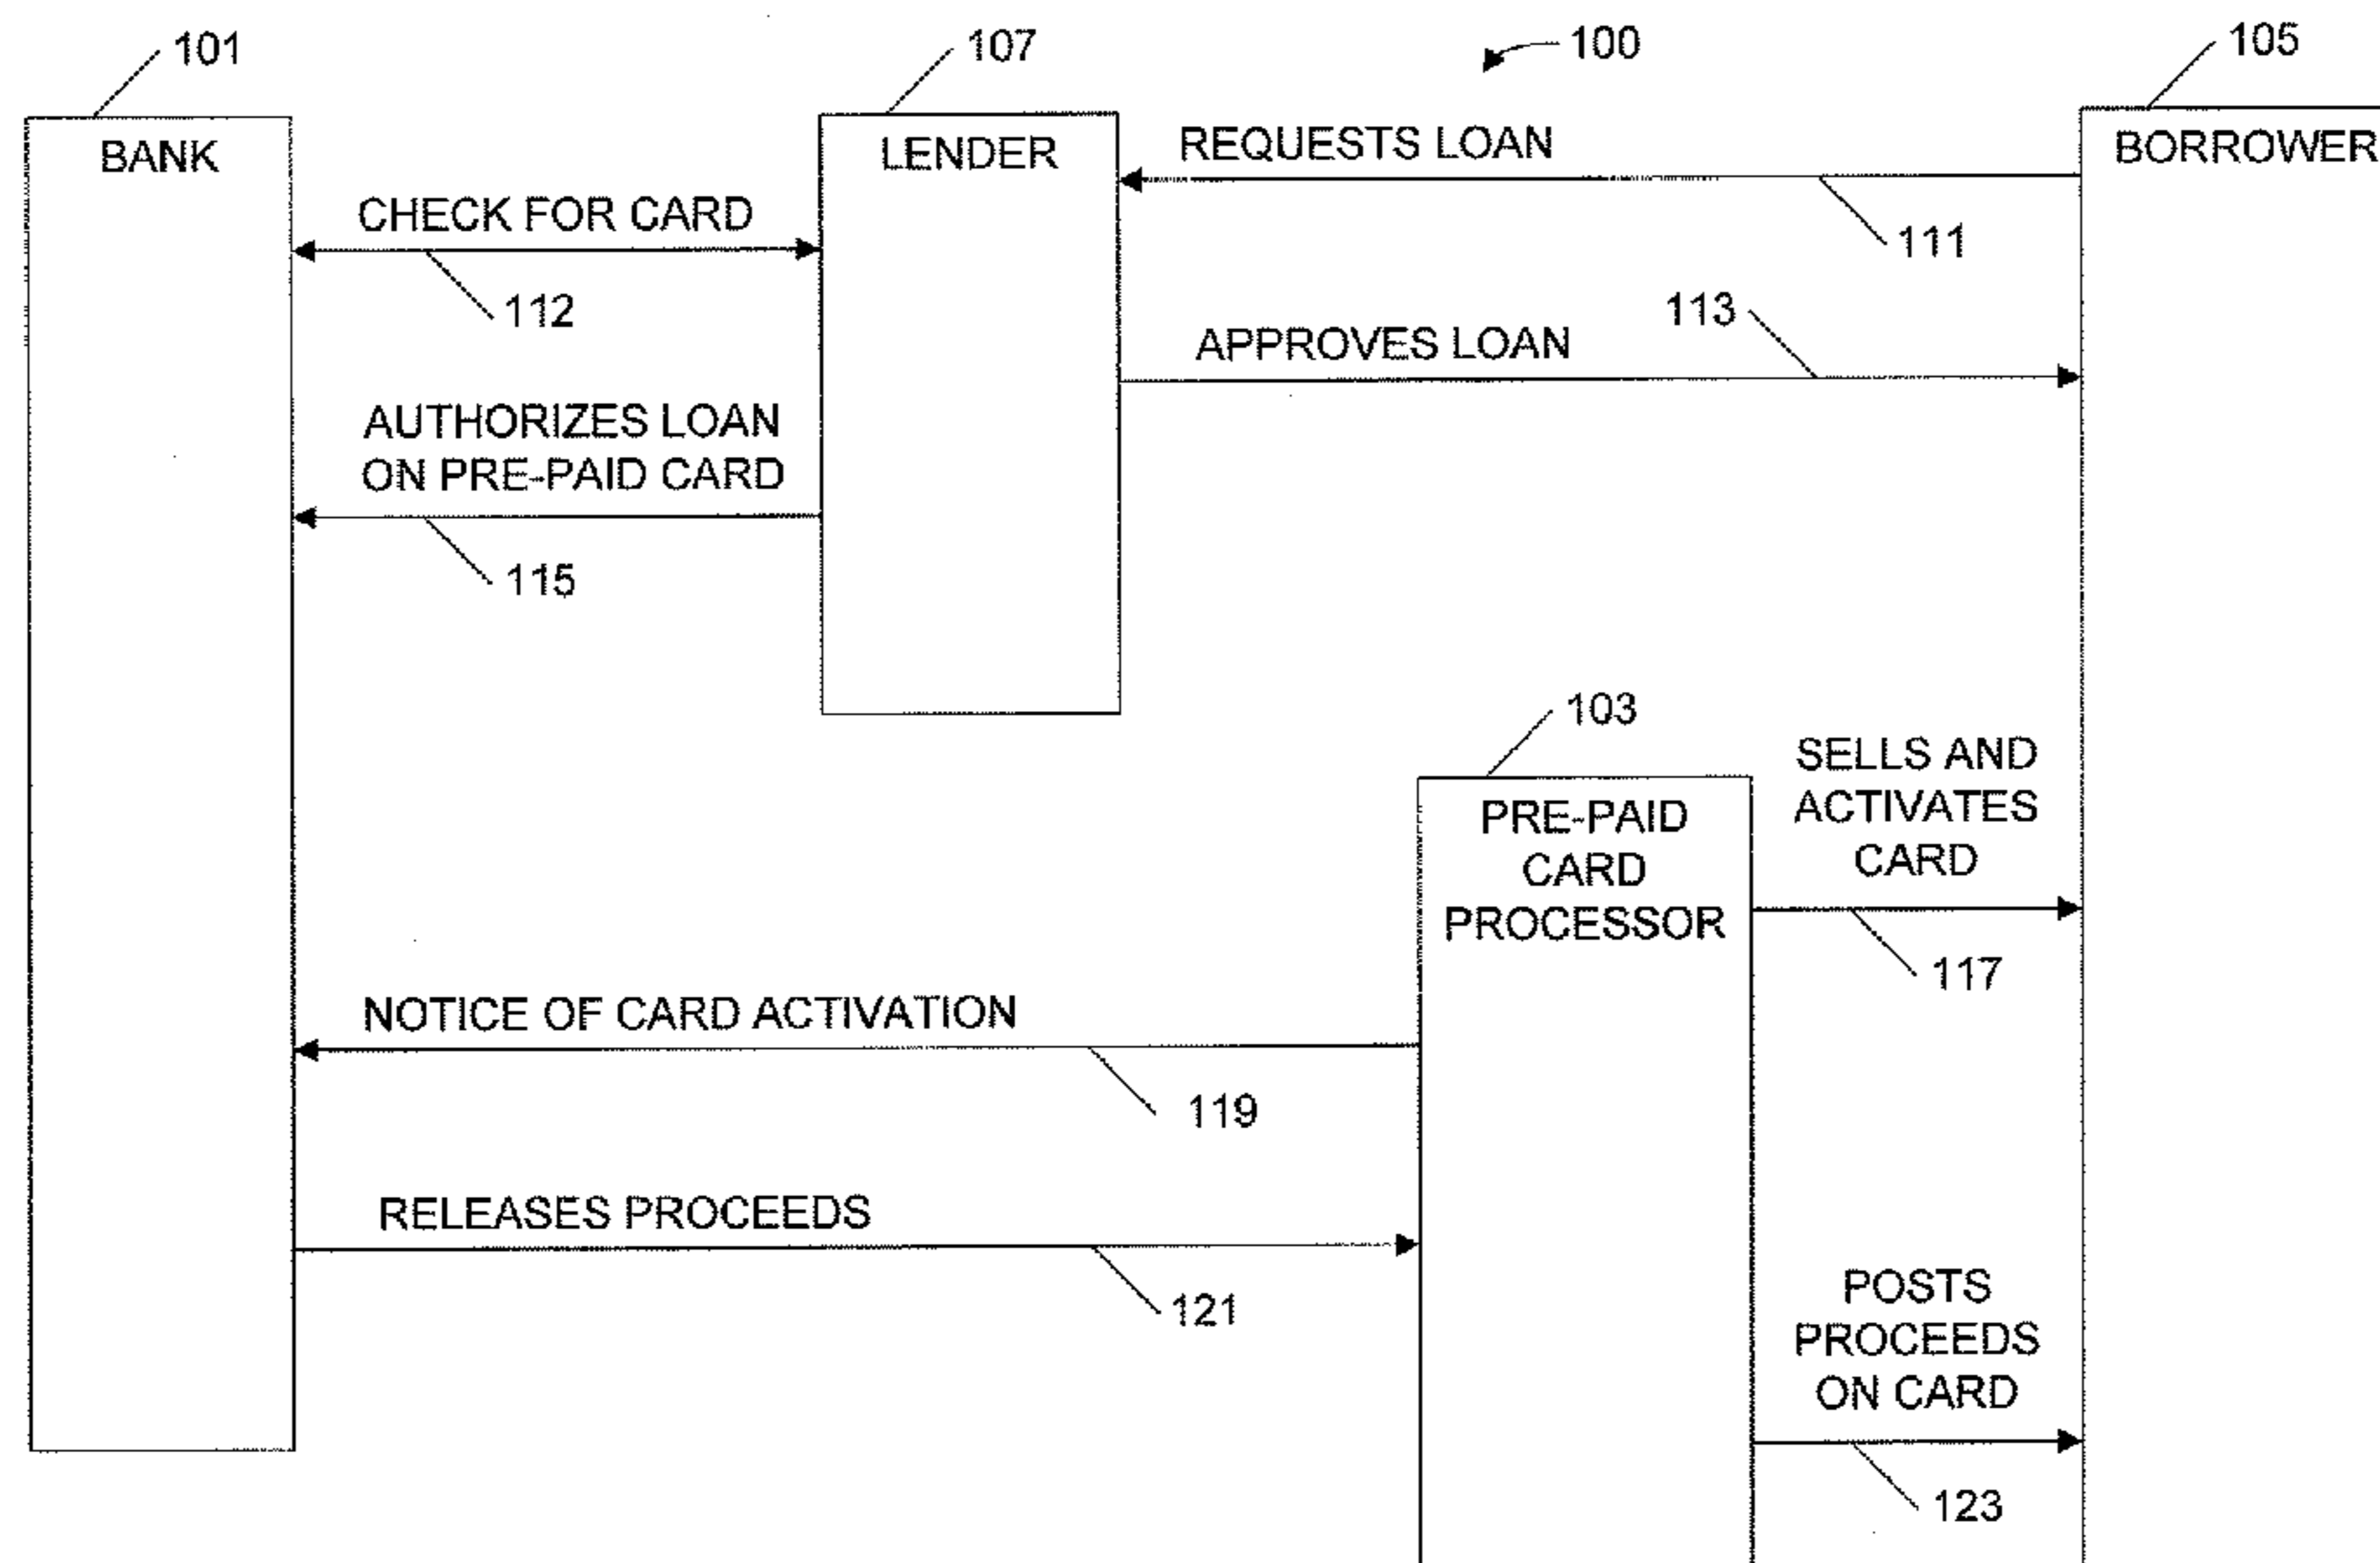 101
107
100
105
BANK
LENDER
REQUESTS LOAN
BORROWER
CHECK FOR CARD
111
112
113
APPROVES LOAN
AUTHORIZES LOAN
ON PRE-PAID CARD
115
103
SELLS AND
ACTIVATES
CARD
PRE-PAID
CARD
PROCESSOR
117
NOTICE OF CARD ACTIVATION
119
RELEASES PROCEEDS
121
POSTS
PROCEEDS
ON CARD
123